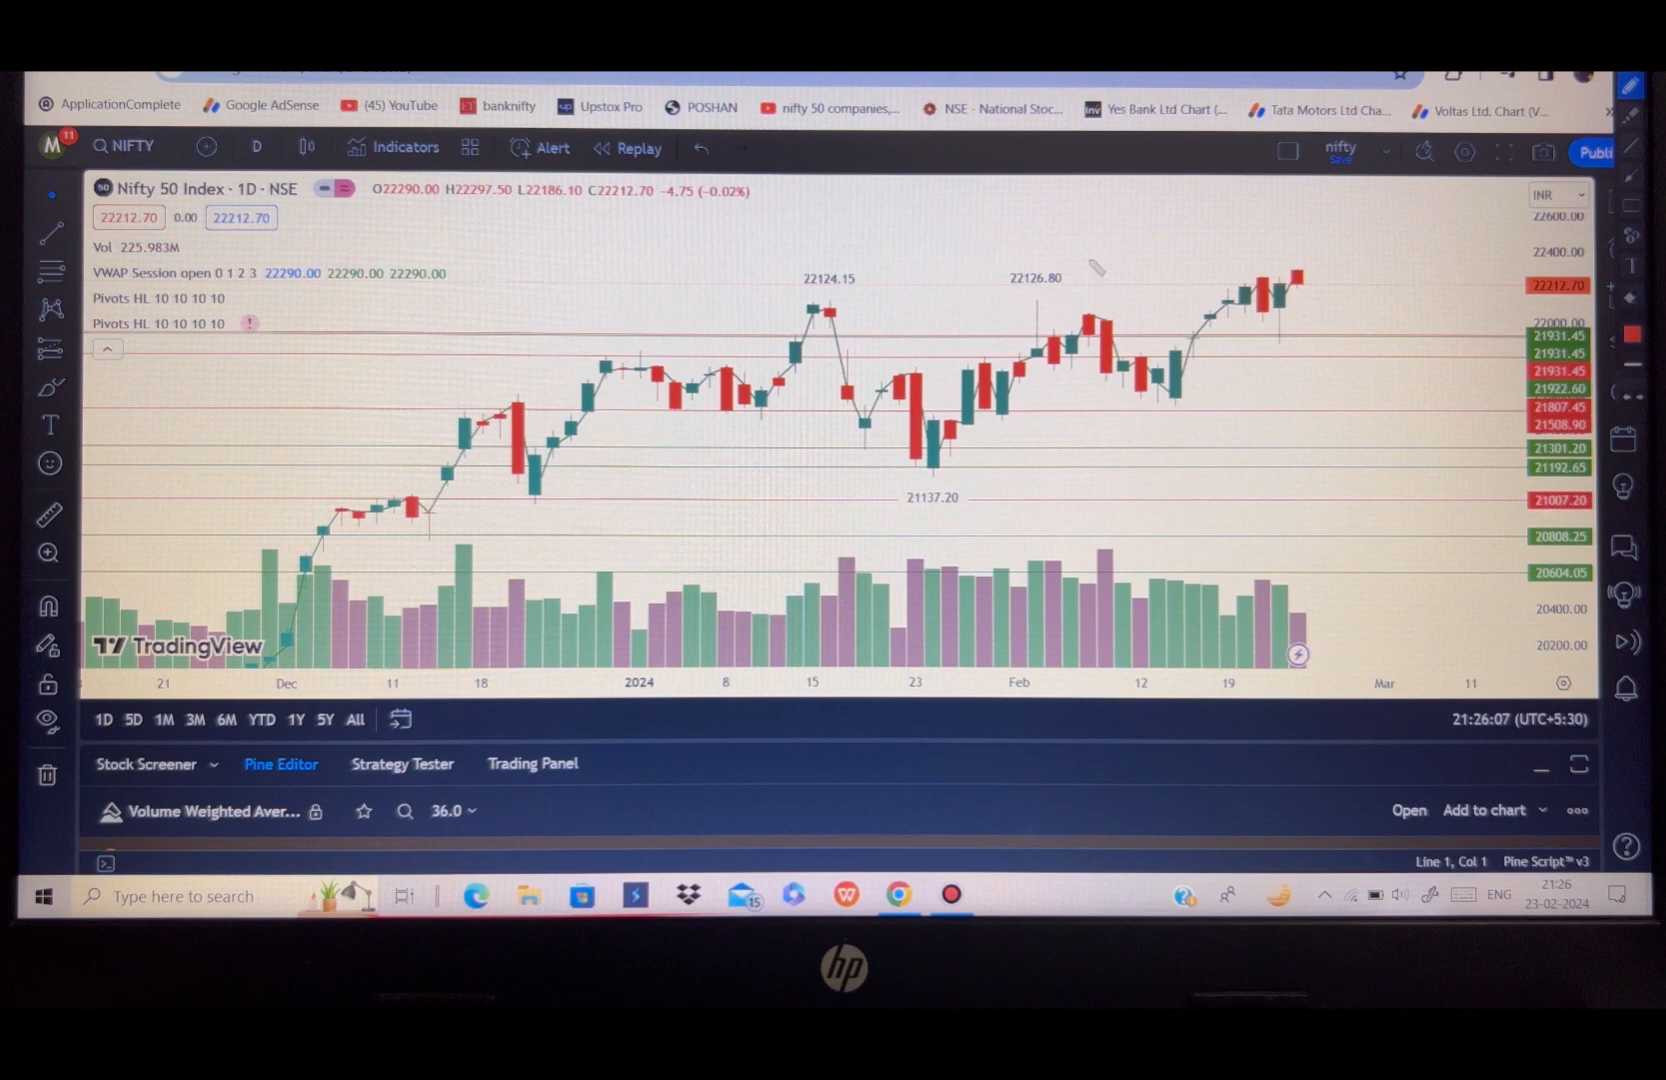 ApplicationComplete Google AdSense (45) YouTube banknifty Upstox Pro POSHAN nifty 50 companies,... NSE - National Stoc... Yes Bank Ltd Chart (... Tata Motors Ltd Cha... Voltas Ltd. Chart (V... »
M 11 NIFTY D Indicators Alert Replay nifty Save Publi
50 Nifty 50 Index · 1D · NSE O22290.00 H22297.50 L22186.10 C22212.70 −4.75 (−0.02%) INR
22212.70 0.00 22212.70
22600.00
Vol 225.983M
22400.00
VWAP Session open 0 1 2 3 22290.00 22290.00 22290.00
22124.15 22126.80
22212.70
Pivots HL 10 10 10 10
Pivots HL 10 10 10 10 !
22000.00
21931.45
21931.45
21931.45
21922.60
21807.45
21508.90
21301.20
21192.65
21137.20
21007.20
20808.25
20604.05
20400.00
TradingView
20200.00
21 Dec 11 18 2024 8 15 23 Feb 12 19 Mar 11
1D 5D 1M 3M 6M YTD 1Y 5Y All 21:26:07 (UTC+5:30)
Stock Screener Pine Editor Strategy Tester Trading Panel
Volume Weighted Aver... 36.0 Open Add to chart
Line 1, Col 1 Pine Script™ v3
Type here to search 15 ENG 21:26
23-02-2024
hp